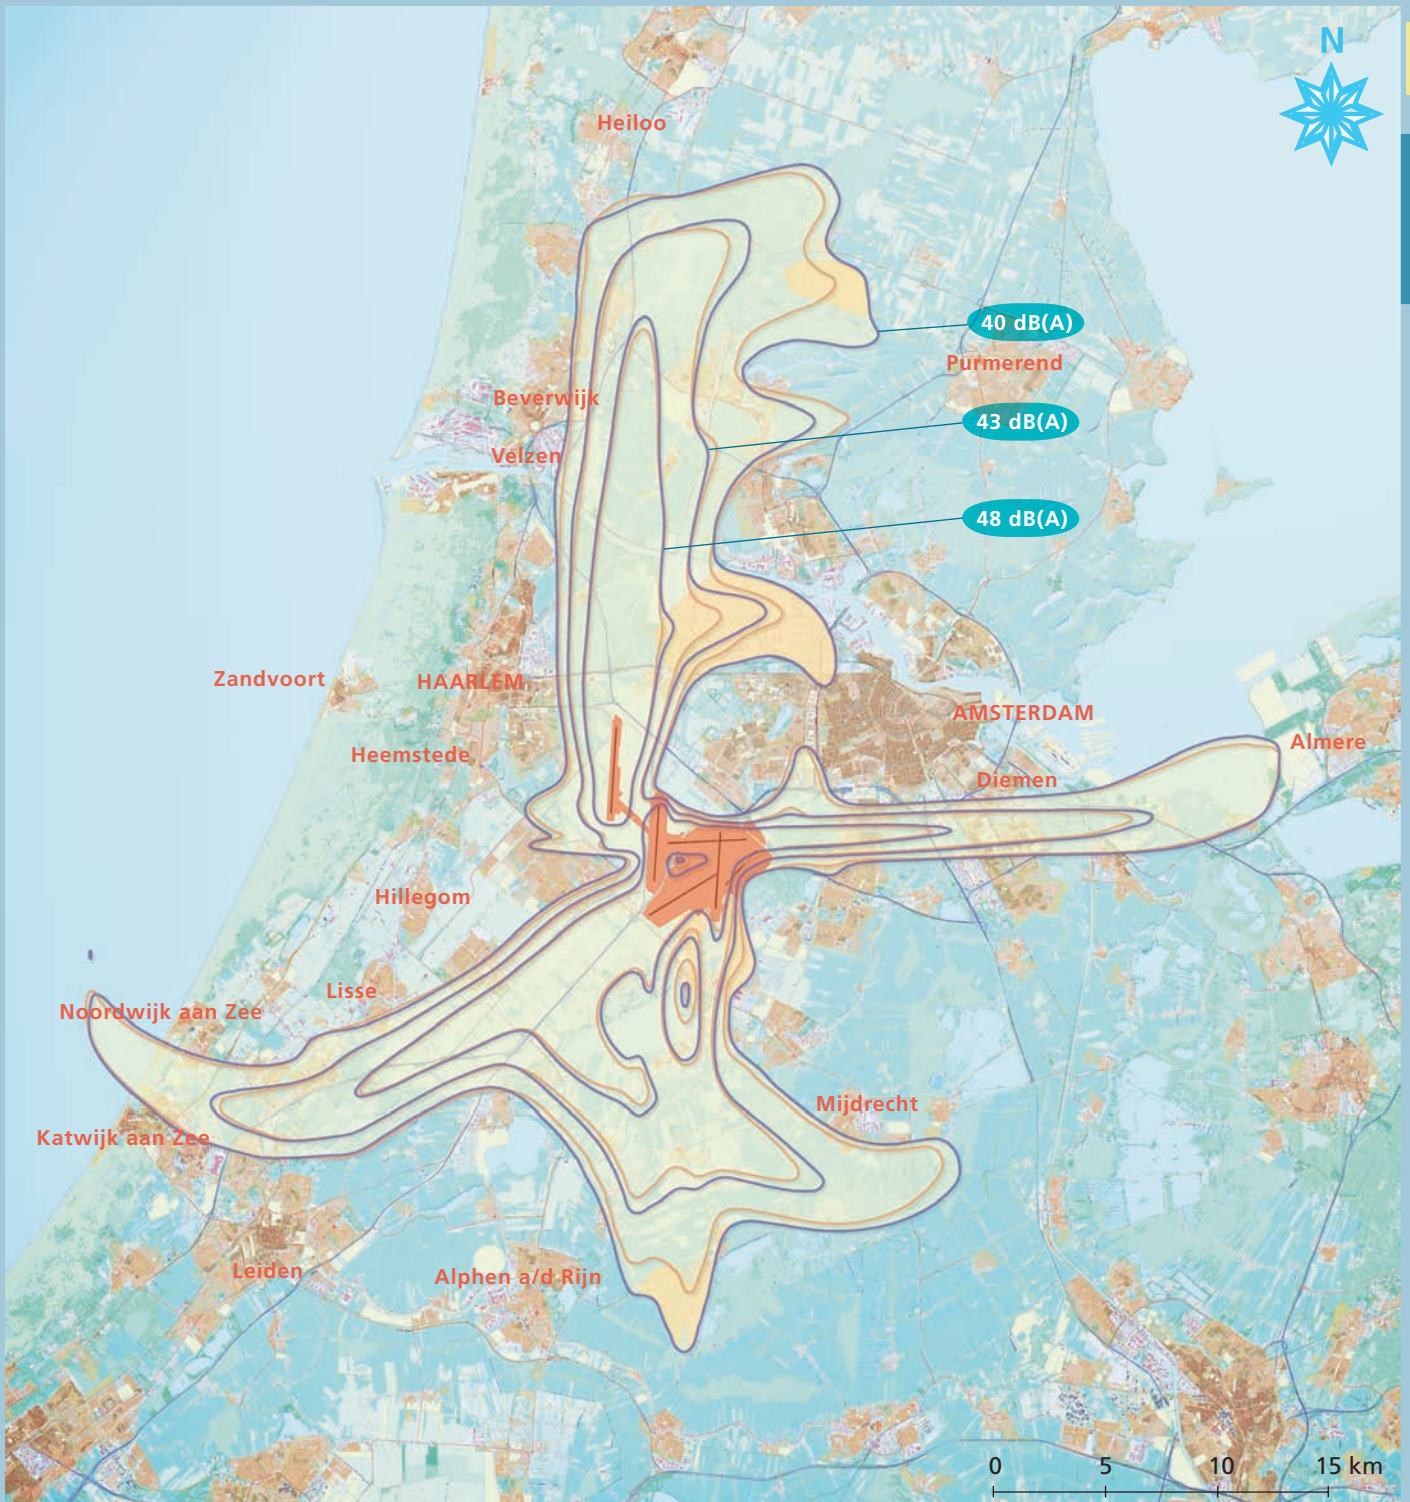 N
Heiloo
40 dB(A)
Purmerend
Beverwijk
43 dB(A)
Velzen
48 dB(A)
Zandvoort
HAARLEM
AMSTERDAM
Heemstede
Almere
Diemen
Hillegom
Lisse
Noordwijk aan Zee
Mijdrecht
Katwijk aan Zee
Leiden
Alphen a/d Rijn
0 5 10 15 km